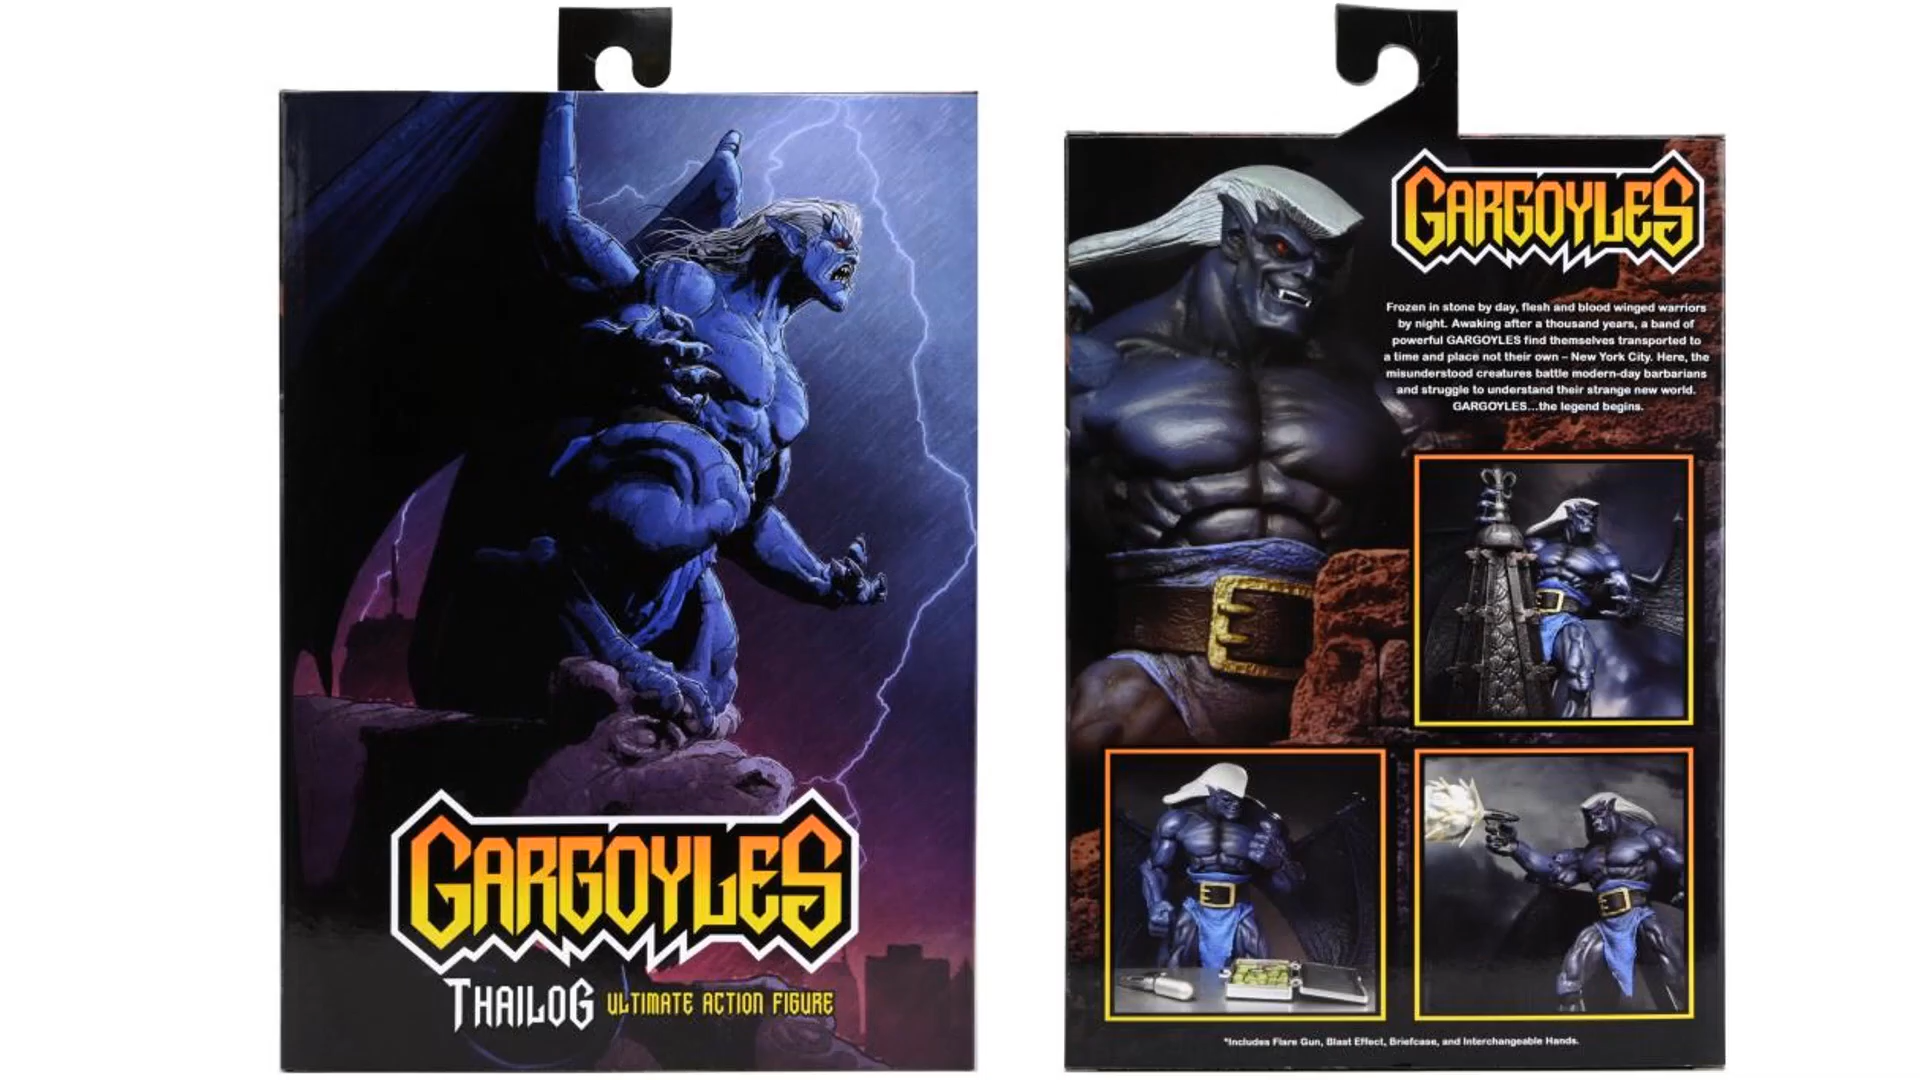 GARGOYLES
THAILOG ULTIMATE ACTION FIGURE
GARGOYLES
Frozen in stone by day, flesh and blood winged warriors
by night. Awaking after a thousand years, a band of
powerful GARGOYLES find themselves transported to
a time and place not their own – New York City. Here, the
misunderstood creatures battle modern-day barbarians
and struggle to understand their strange new world.
GARGOYLES...the legend begins.
*Includes Flare Gun, Blast Effect, Briefcase, and Interchangeable Hands.